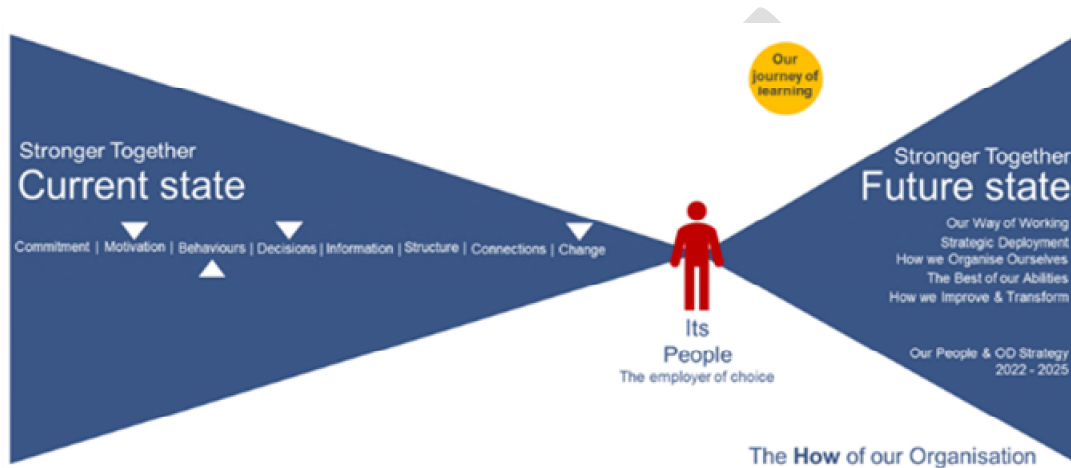 Our
journey of
learning
Stronger Together
Current state
Commitment | Motivation | Behaviours | Decisions | Information | Structure | Connections | Change
Its
People
The employer of choice
Stronger Together
Future state
Our Way of Working
Strategic Deployment
How we Organise Ourselves
The Best of our Abilities
How we Improve & Transform
Our People & OD Strategy
2022 - 2025
The How of our Organisation